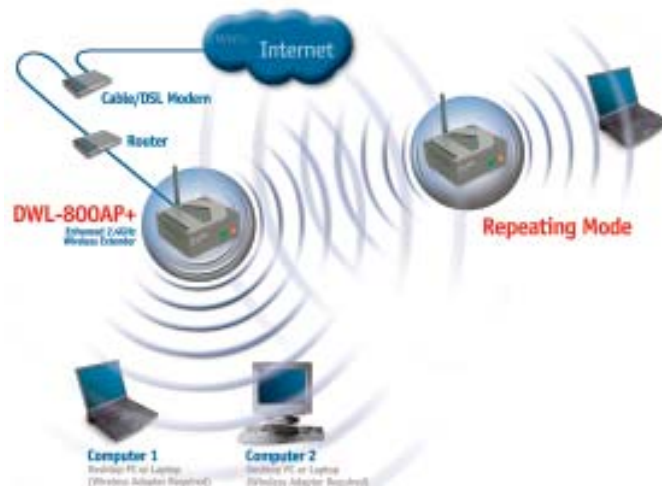 Internet
Cable/DSL Modem
Router
DWL-800AP+
Enhanced 2.4GHz
Wireless Extender
Repeating Mode
Computer 1
Desktop PC or Laptop
(Wireless Adapter Required)
Computer 2
Desktop PC or Laptop
(Wireless Adapter Required)